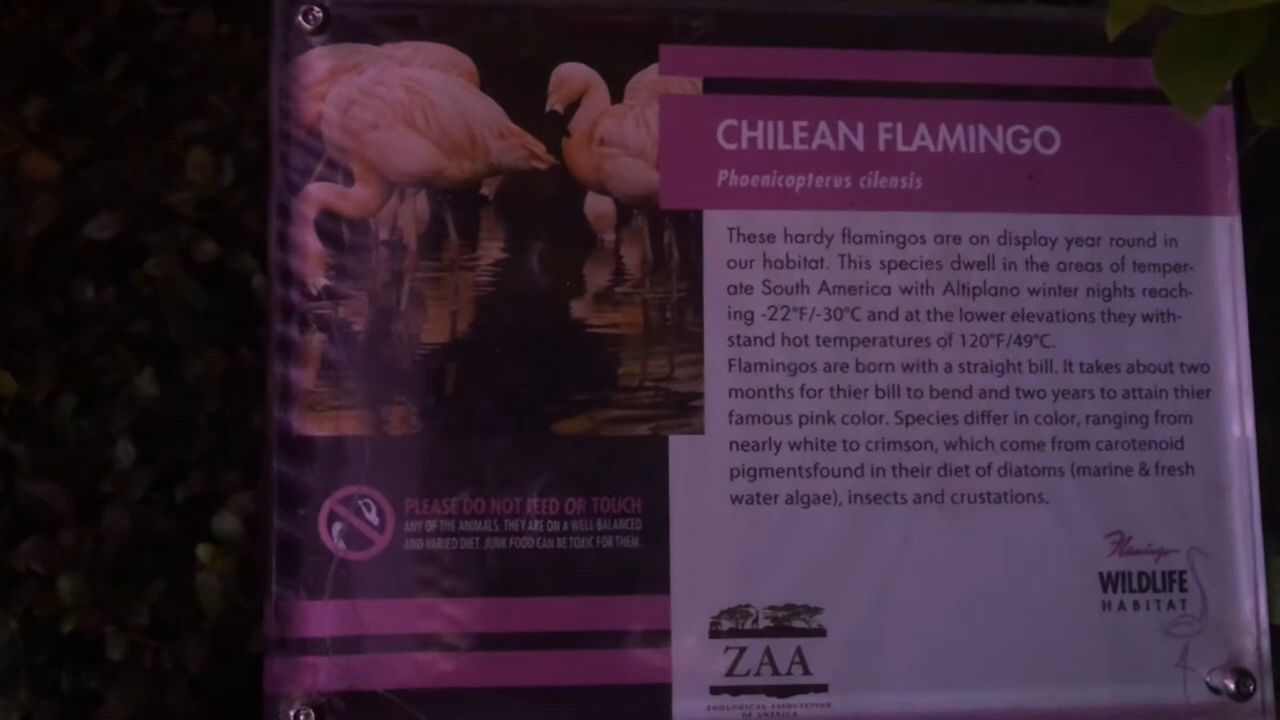 CHILEAN FLAMINGO
Phoenicopterus cilensis
These hardy flamingos are on display year round in
our habitat. This species dwell in the areas of temper-
ate South America with Altiplano winter nights reach-
ing -22°F/-30°C and at the lower elevations they with-
stand hot temperatures of 120°F/49°C.
Flamingos are born with a straight bill. It takes about two
months for thier bill to bend and two years to attain thier
famous pink color. Species differ in color, ranging from
nearly white to crimson, which come from carotenoid
pigmentsfound in their diet of diatoms (marine & fresh
water algae), insects and crustations.
PLEASE DO NOT FEED OR TOUCH
ANY OF THE ANIMALS. THEY ARE ON A WELL-BALANCED
AND VARIED DIET. JUNK FOOD CAN BE TOXIC FOR THEM.
Flamingo
WILDLIFE
HABITAT
ZAA
ZOOLOGICAL ASSOCIATION
OF AMERICA